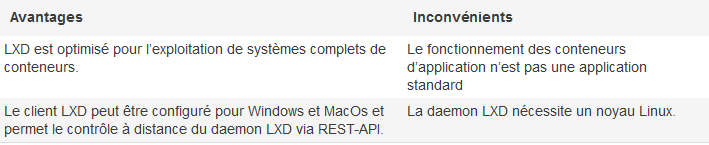 Avantages Inconvénients
LXD est optimisé pour l'exploitation de systèmes complets de
conteneurs.
Le fonctionnement des conteneurs
d'application n'est pas une application
standard
Le client LXD peut être configuré pour Windows et MacOs et
permet le contrôle à distance du daemon LXD via REST-API.
La daemon LXD nécessite un noyau Linux.